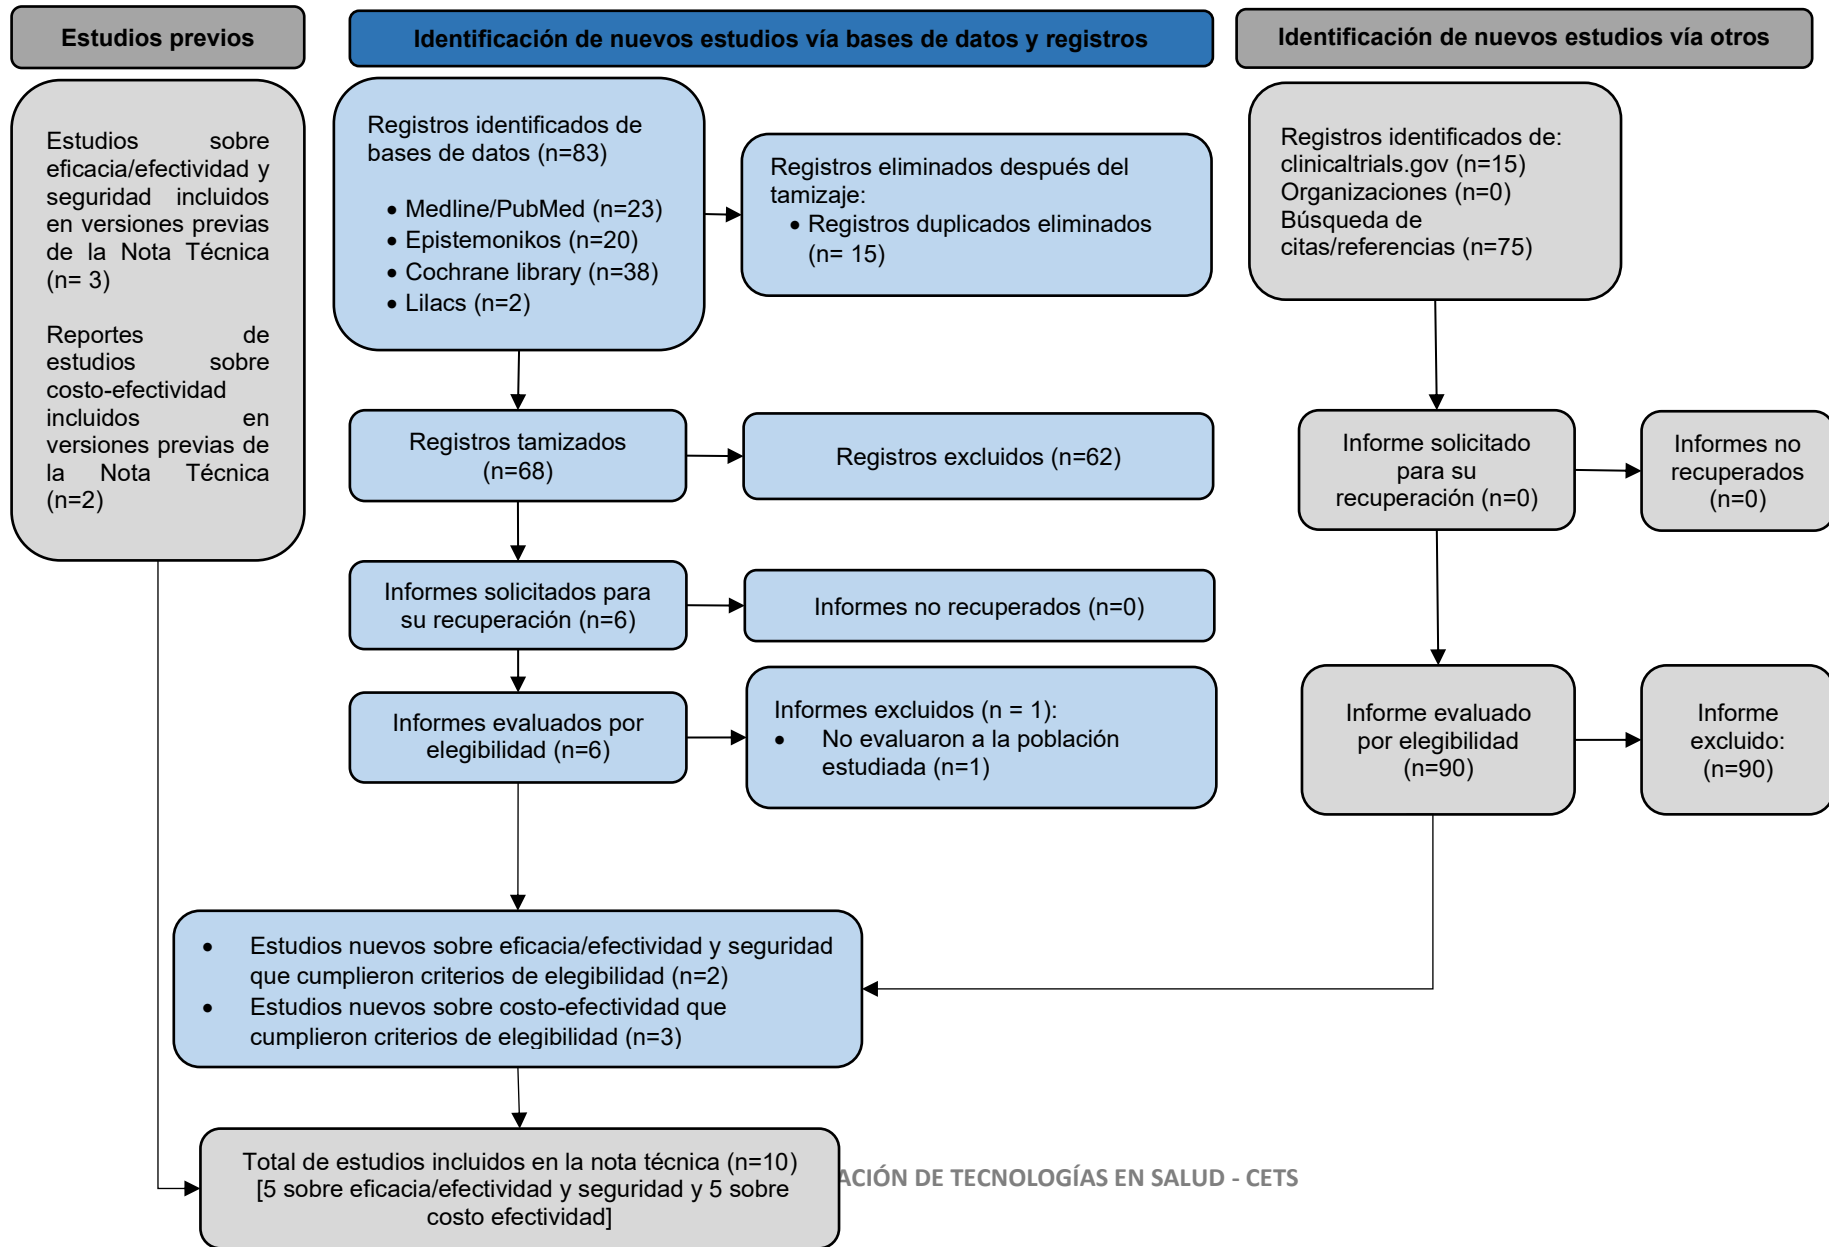 Estudios previos
Identificación de nuevos estudios vía bases de datos y registros
Identificación de nuevos estudios vía otros
Estudios sobre
eficacia/efectividad y
seguridad incluidos
en versiones previas
de la Nota Técnica
(n= 3)
Reportes de
estudios sobre
costo-efectividad
incluidos en
versiones previas de
la Nota Técnica
(n=2)
Registros identificados de
bases de datos (n=83)
• Medline/PubMed (n=23)
• Epistemonikos (n=20)
• Cochrane library (n=38)
• Lilacs (n=2)
Registros eliminados después del
tamizaje:
• Registros duplicados eliminados
(n= 15)
Registros identificados de:
clinicaltrials.gov (n=15)
Organizaciones (n=0)
Búsqueda de
citas/referencias (n=75)
Registros tamizados
(n=68)
Registros excluidos (n=62)
Informe solicitado
para su
recuperación (n=0)
Informes no
recuperados
(n=0)
Informes solicitados para
su recuperación (n=6)
Informes no recuperados (n=0)
Informes evaluados por
elegibilidad (n=6)
Informes excluidos (n = 1):
• No evaluaron a la población
estudiada (n=1)
Informe evaluado
por elegibilidad
(n=90)
Informe
excluido:
(n=90)
• Estudios nuevos sobre eficacia/efectividad y seguridad
que cumplieron criterios de elegibilidad (n=2)
• Estudios nuevos sobre costo-efectividad que
cumplieron criterios de elegibilidad (n=3)
Total de estudios incluidos en la nota técnica (n=10)
[5 sobre eficacia/efectividad y seguridad y 5 sobre
costo efectividad]
ACIÓN DE TECNOLOGÍAS EN SALUD - CETS